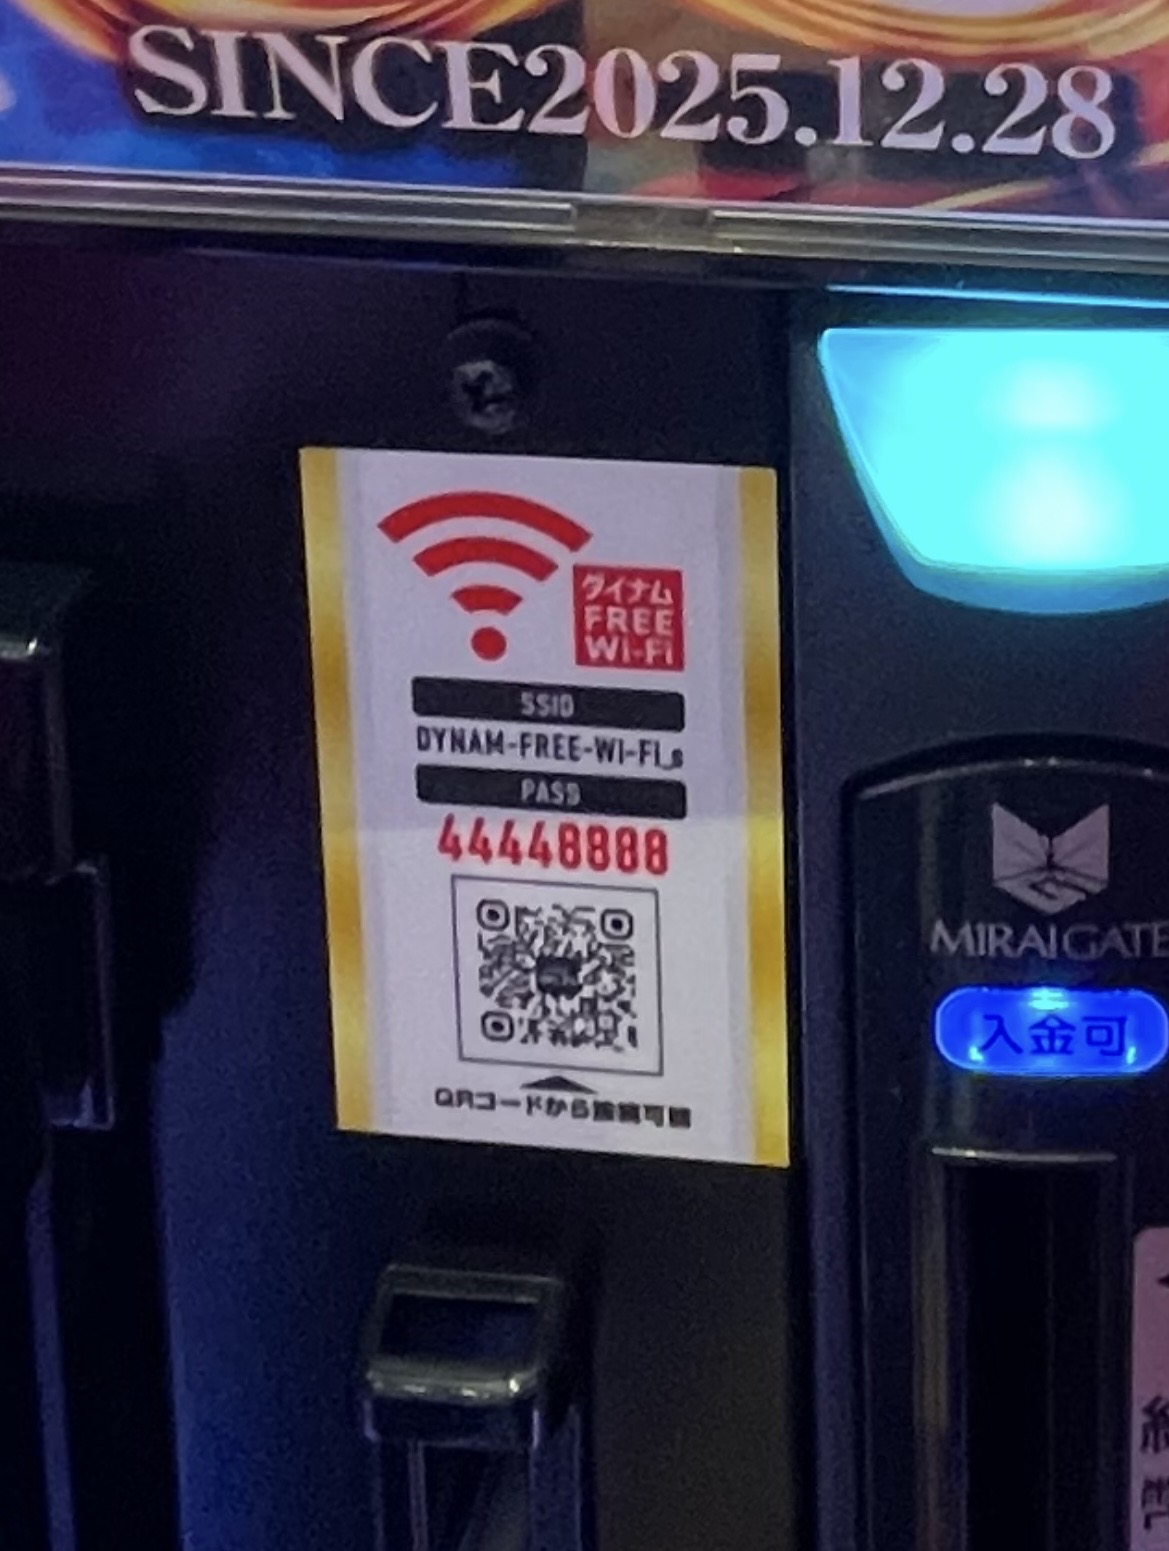 SINCE2025.12.28
ダイナム
FREE
Wi-Fi
SSID
DYNAM-FREE-WI-FI_s
PASS
44448888
QRコードから接続可能
MIRAIGATE
入金可